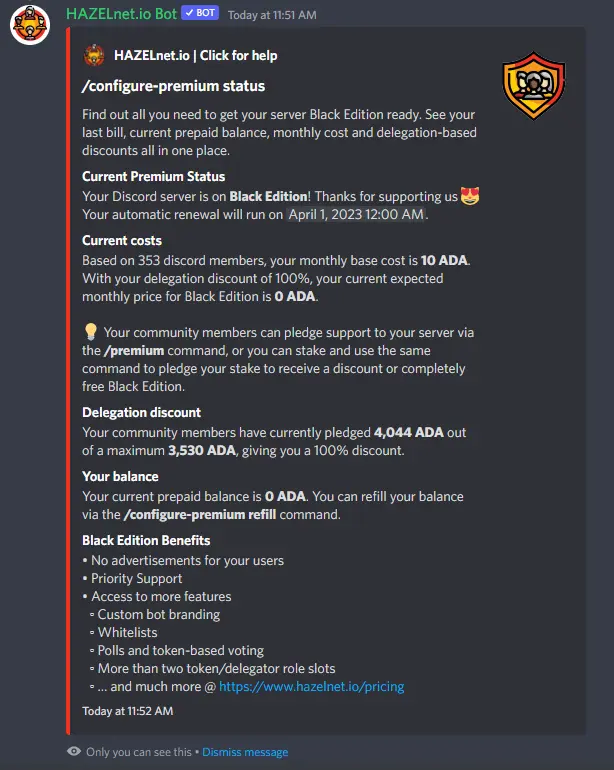 HAZELnet.io Bot ✓ BOT Today at 11:51 AM
HAZELnet.io | Click for help
/configure-premium status
Find out all you need to get your server Black Edition ready. See your
last bill, current prepaid balance, monthly cost and delegation-based
discounts all in one place.
Current Premium Status
Your Discord server is on Black Edition! Thanks for supporting us 😻
Your automatic renewal will run on April 1, 2023 12:00 AM.
Current costs
Based on 353 discord members, your monthly base cost is 10 ADA.
With your delegation discount of 100%, your current expected
monthly price for Black Edition is 0 ADA.
💡 Your community members can pledge support to your server via
the /premium command, or you can stake and use the same
command to pledge your stake to receive a discount or completely
free Black Edition.
Delegation discount
Your community members have currently pledged 4,044 ADA out
of a maximum 3,530 ADA, giving you a 100% discount.
Your balance
Your current prepaid balance is 0 ADA. You can refill your balance
via the /configure-premium refill command.
Black Edition Benefits
• No advertisements for your users
• Priority Support
• Access to more features
▫ Custom bot branding
▫ Whitelists
▫ Polls and token-based voting
▫ More than two token/delegator role slots
▫ ... and much more @ https://www.hazelnet.io/pricing
Today at 11:52 AM
Only you can see this • Dismiss message